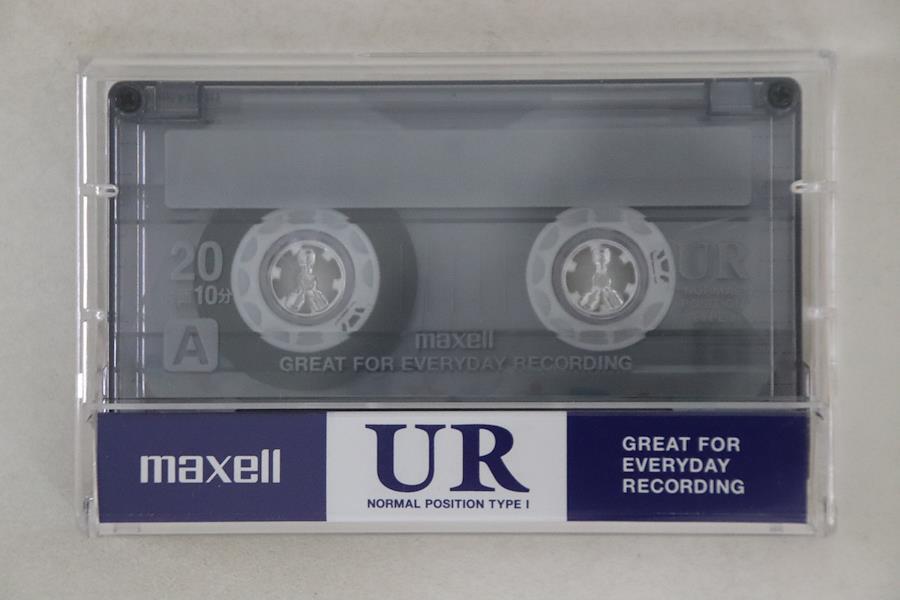 20
UR
10分
A
maxell
GREAT FOR EVERYDAY RECORDING
maxell
UR
NORMAL POSITION TYPE I
GREAT FOR
EVERYDAY
RECORDING